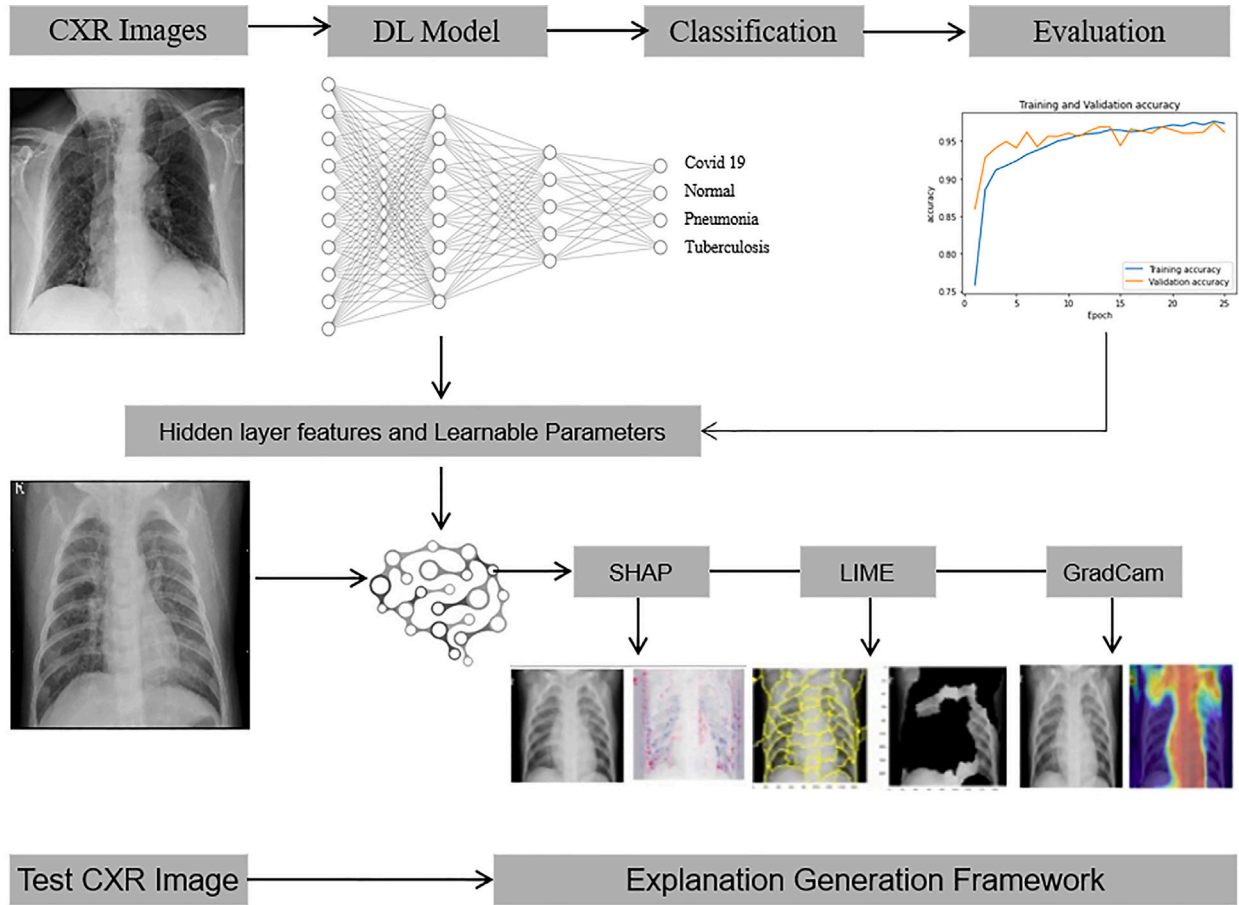 CXR Images
DL Model
Classification
Evaluation
Covid 19
Normal
Pneumonia
Tuberculosis
Training and Validation accuracy
accuracy
0.95
0.90
0.85
0.80
0.75
0
5
10
15
20
25
Epoch
Training accuracy
Validation accuracy
Hidden layer features and Learnable Parameters
R
SHAP
LIME
GradCam
Test CXR Image
Explanation Generation Framework